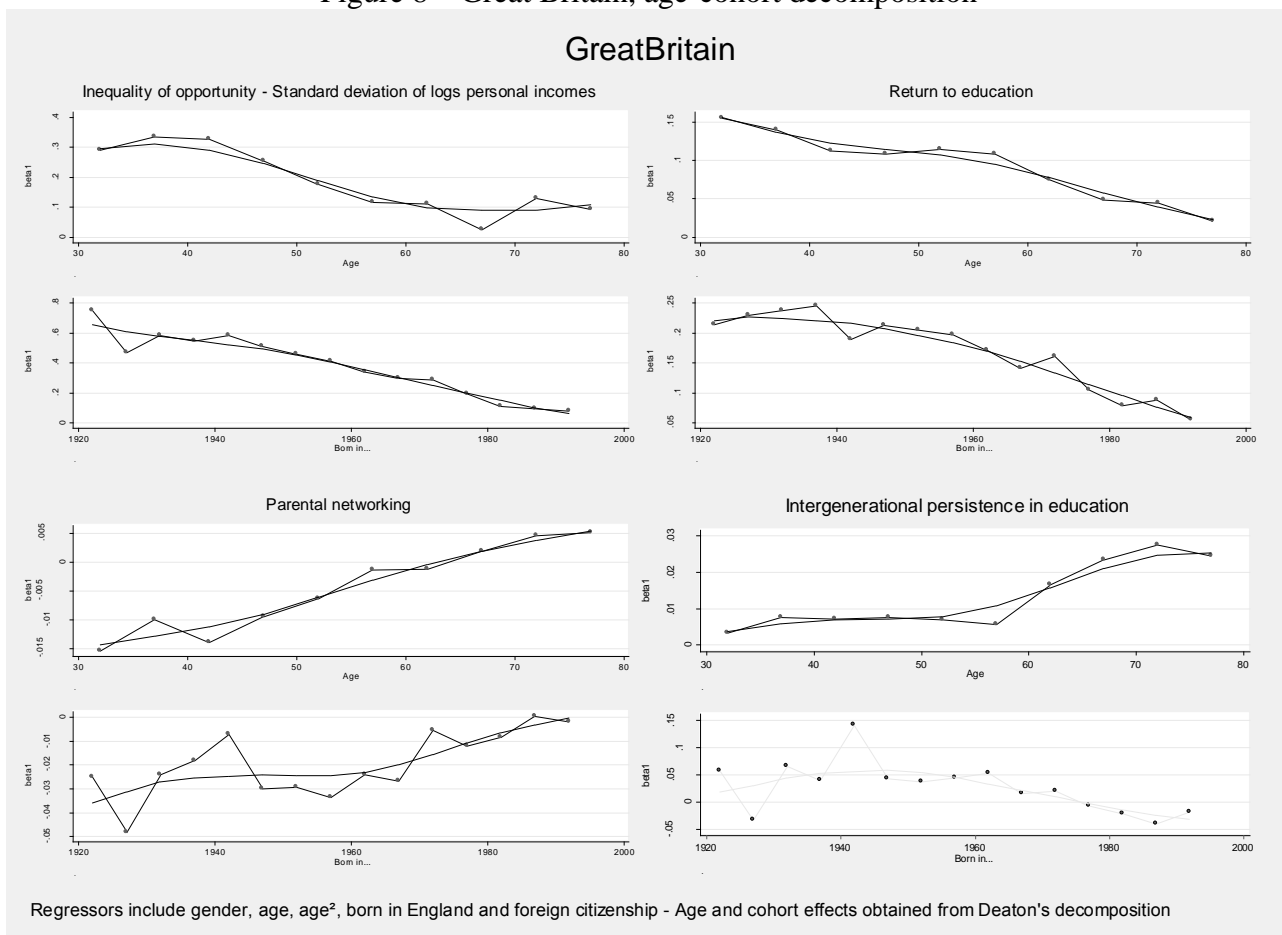 Figure 8 – Great Britain, age-cohort decomposition
GreatBritain
Inequality of opportunity - Standard deviation of logs personal incomes
beta1
0 .1 .2 .3 .4
30 40 50 60 70 80
Age
beta1
0 .2 .4 .6 .8
1920 1940 1960 1980 2000
Born in...
Return to education
beta1
0 .05 .1 .15
30 40 50 60 70 80
Age
beta1
.05 .1 .15 .2 .25
1920 1940 1960 1980 2000
Born in...
Parental networking
beta1
-.015 -.01 -.005 0 .005
30 40 50 60 70 80
Age
beta1
-.05 -.04 -.03 -.02 -.01 0
1920 1940 1960 1980 2000
Born in...
Intergenerational persistence in education
beta1
0 .01 .02 .03
30 40 50 60 70 80
Age
beta1
-.05 0 .05 .1 .15
1920 1940 1960 1980 2000
Born in...
Regressors include gender, age, age², born in England and foreign citizenship - Age and cohort effects obtained from Deaton's decomposition